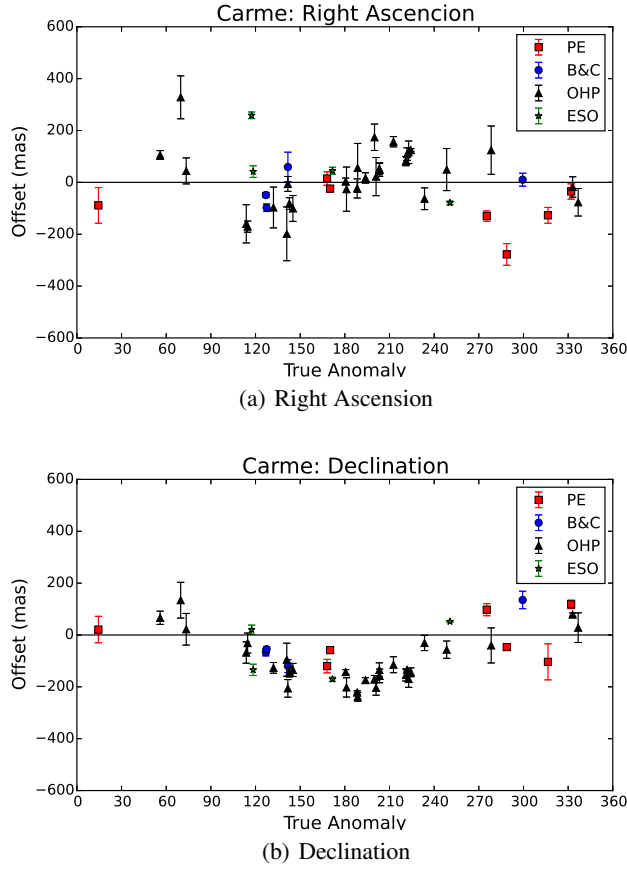 Carme: Right Ascencion
600
400
200
0
−200
−400
−600
Offset (mas)
PE
B&C
OHP
ESO
0 30 60 90 120 150 180 210 240 270 300 330 360
True Anomaly
(a) Right Ascension
Carme: Declination
600
400
200
0
−200
−400
−600
Offset (mas)
PE
B&C
OHP
ESO
0 30 60 90 120 150 180 210 240 270 300 330 360
True Anomaly
(b) Declination